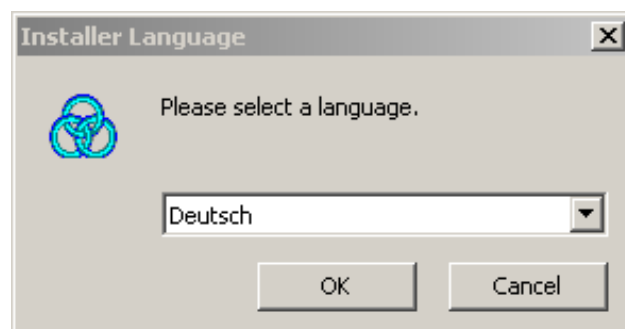 Installer Language
Please select a language.
Deutsch
OK
Cancel